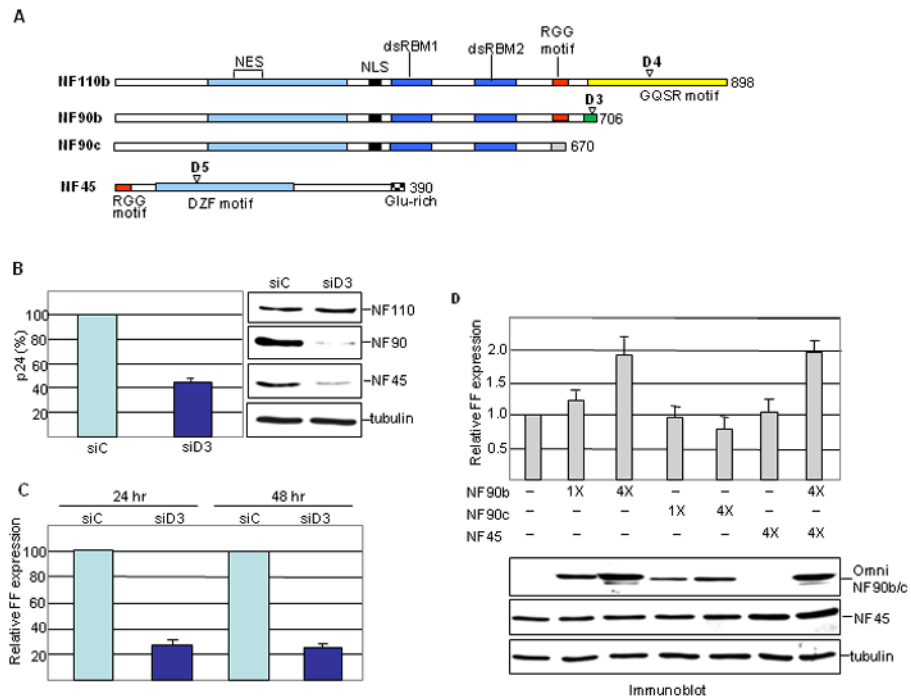 A
RGG
dsRBM1 dsRBM2 motif
NES NLS D4
NF110b 898
GQSR motif
D3
NF90b 706
NF90c 670
D5
NF45 390
RGG
motif DZF motif Glu-rich
B
siC siD3
p24 (%)
100
80
60
40
20
siC siD3
NF110
NF90
NF45
tubulin
C
24 hr 48 hr
siC siD3 siC siD3
Relative FF expression
100
80
60
40
20
D
Relative FF expression
2.0
1.5
1.0
0.5
NF90b – 1X 4X – – – 4X
NF90c – – – 1X 4X – –
NF45 – – – – – 4X 4X
Omni
NF90b/c
NF45
tubulin
Immunoblot